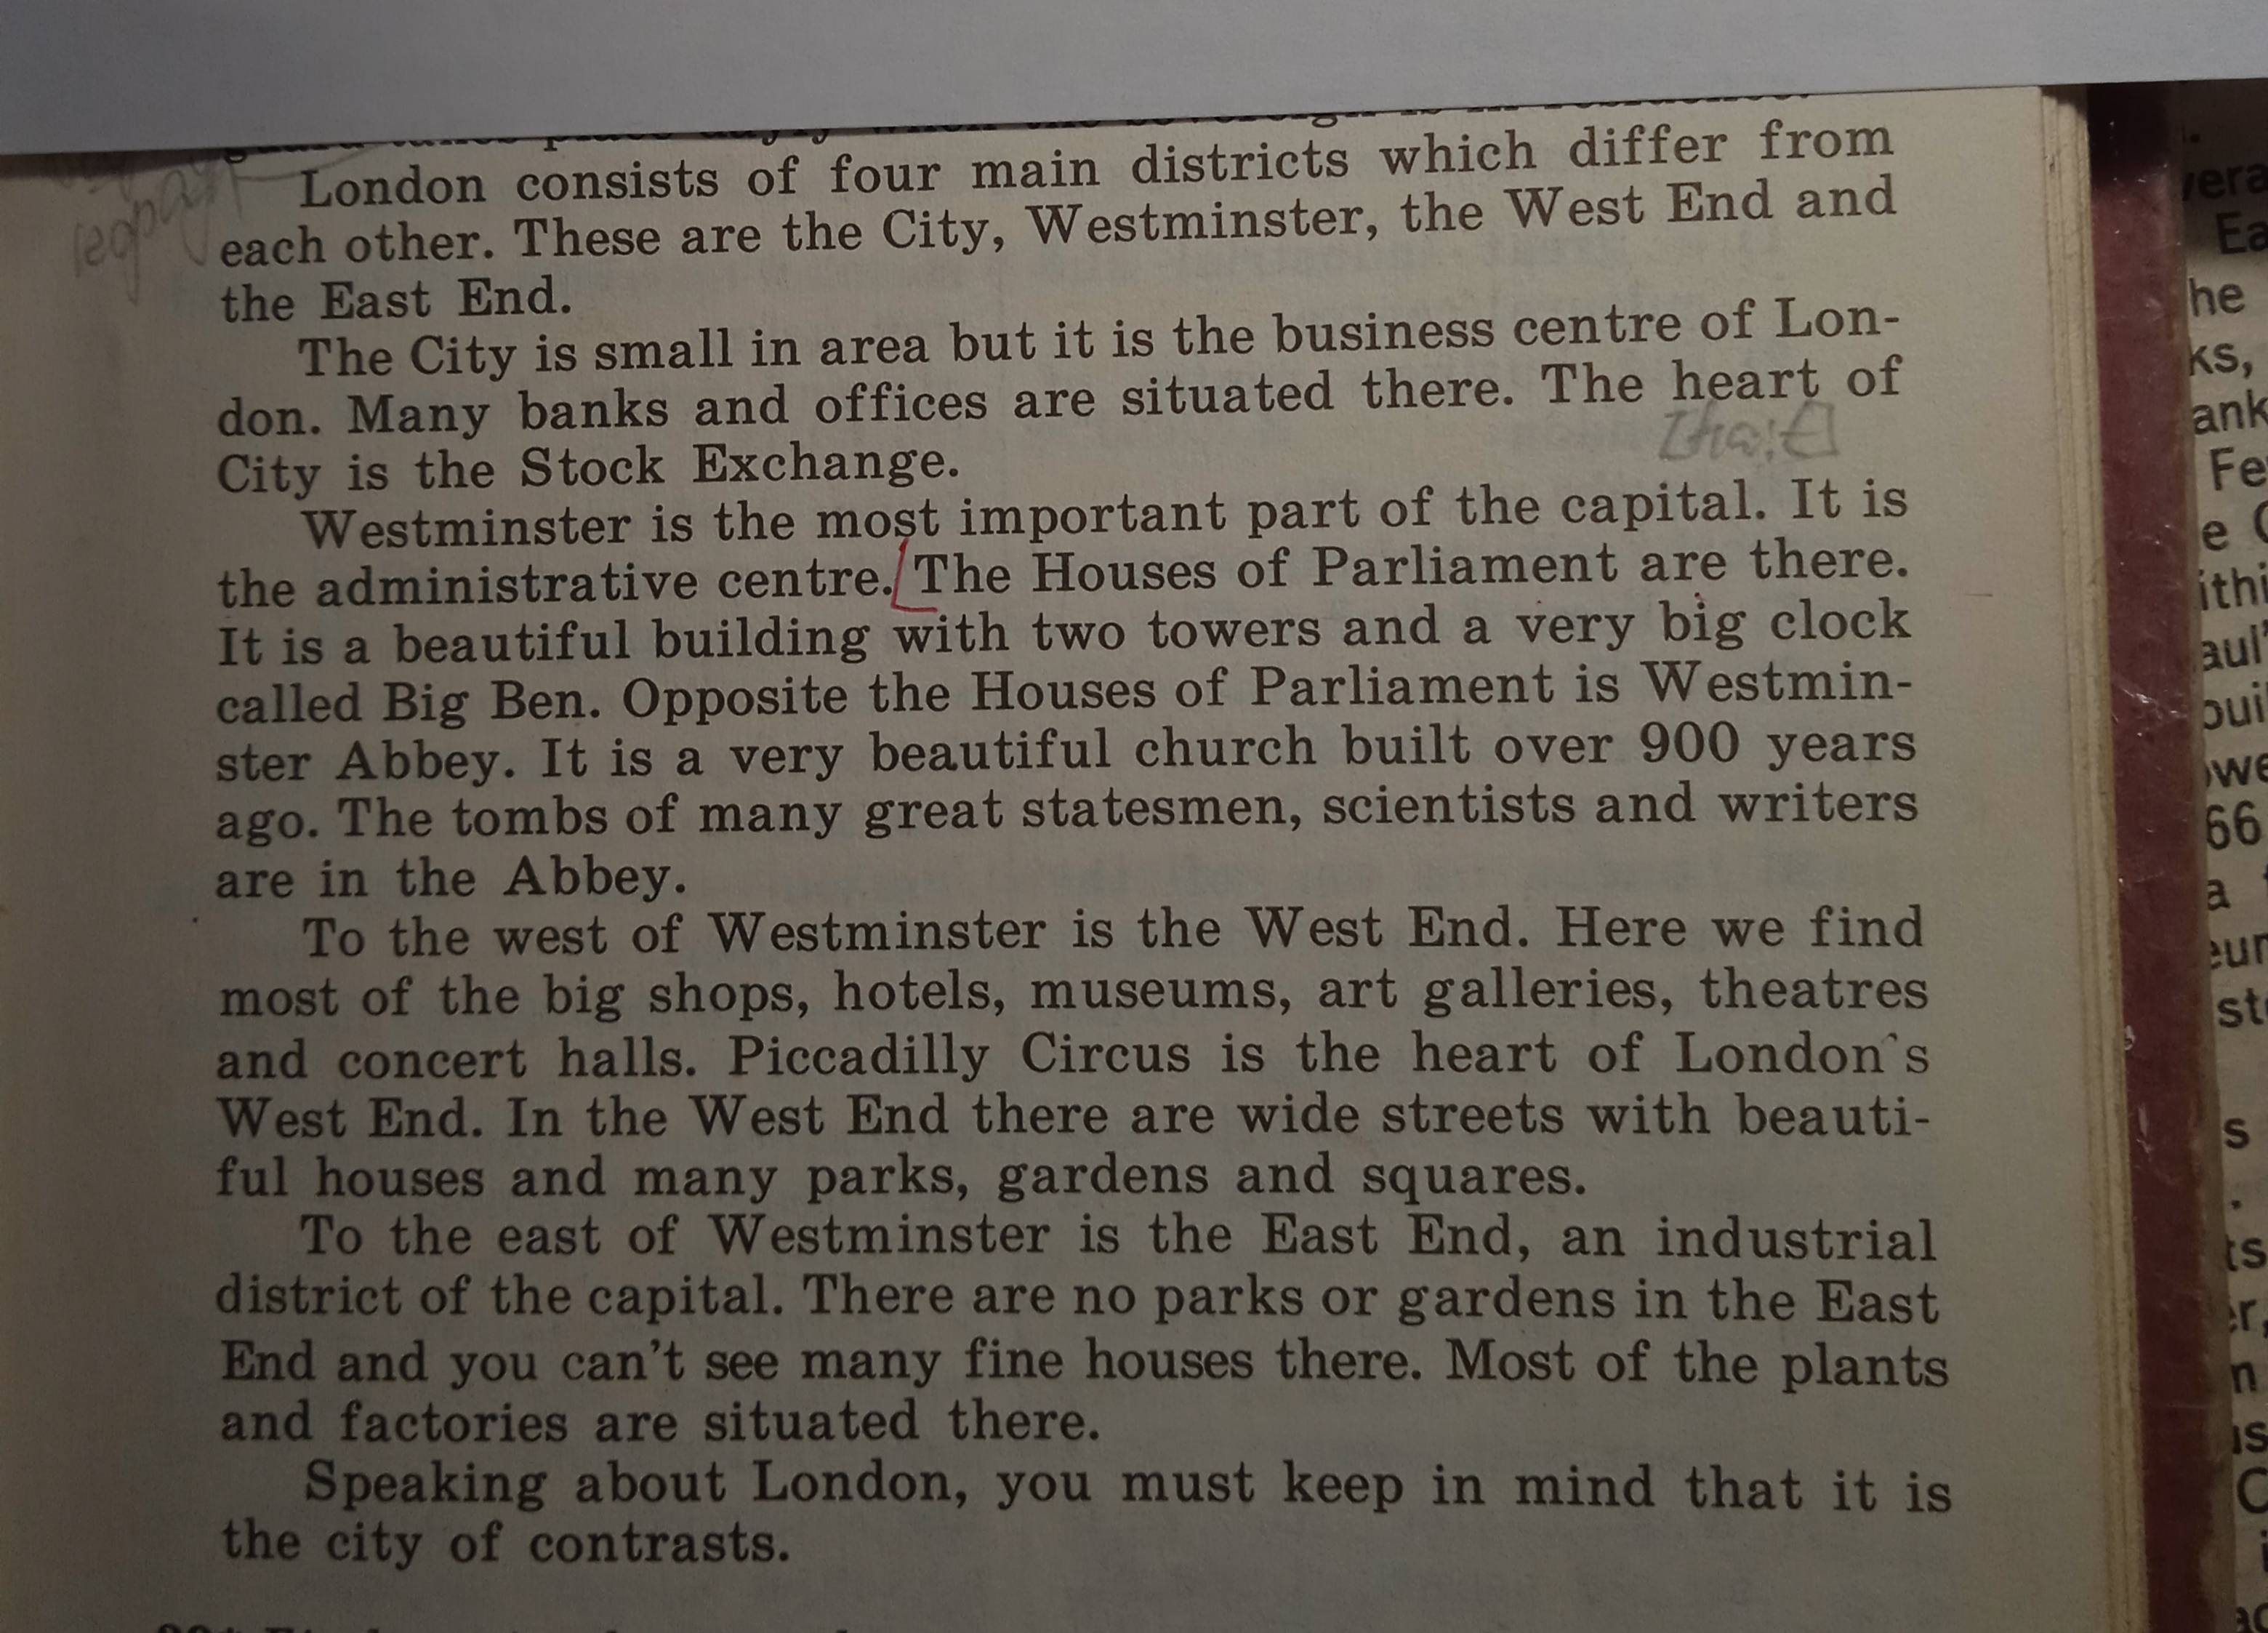 London consists of four main districts which differ from
each other. These are the City, Westminster, the West End and
the East End.
The City is small in area but it is the business centre of Lon-
don. Many banks and offices are situated there. The heart of
City is the Stock Exchange.
Westminster is the most important part of the capital. It is
the administrative centre. The Houses of Parliament are there.
It is a beautiful building with two towers and a very big clock
called Big Ben. Opposite the Houses of Parliament is Westmin-
ster Abbey. It is a very beautiful church built over 900 years
ago. The tombs of many great statesmen, scientists and writers
are in the Abbey.
To the west of Westminster is the West End. Here we find
most of the big shops, hotels, museums, art galleries, theatres
and concert halls. Piccadilly Circus is the heart of London's
West End. In the West End there are wide streets with beauti-
ful houses and many parks, gardens and squares.
To the east of Westminster is the East End, an industrial
district of the capital. There are no parks or gardens in the East
End and you can't see many fine houses there. Most of the plants
and factories are situated there.
Speaking about London, you must keep in mind that it is
the city of contrasts.